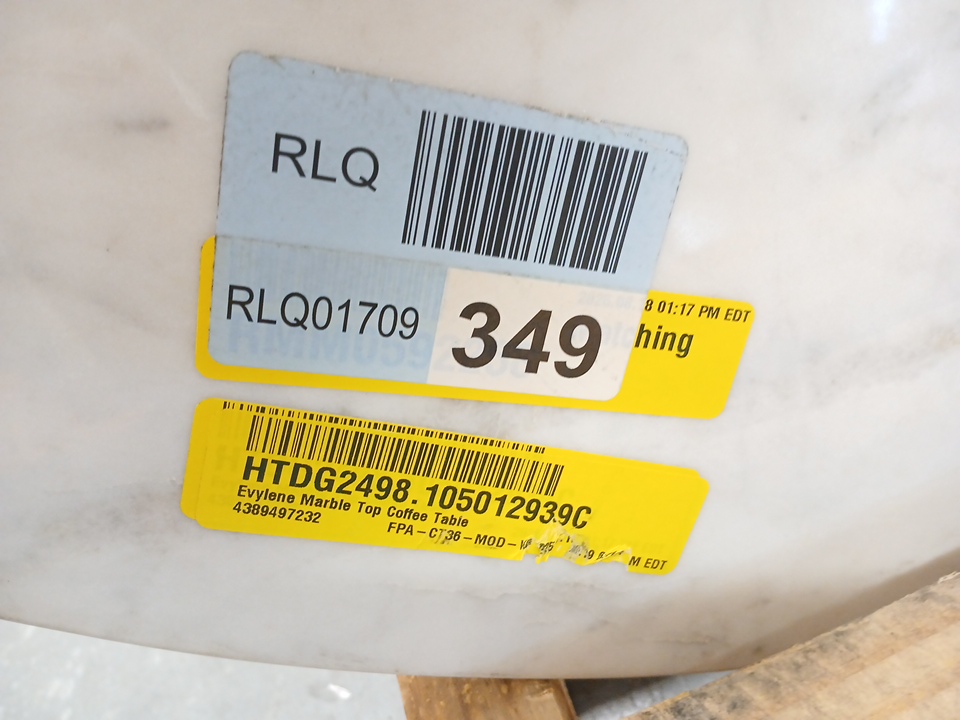 RLQ
RLQ01709
349
8 01:17 PM EDT
hing
HTDG2498.105012939C
Evylene Marble Top Coffee Table
4389497232
FPA-CT36-MOD-
M EDT